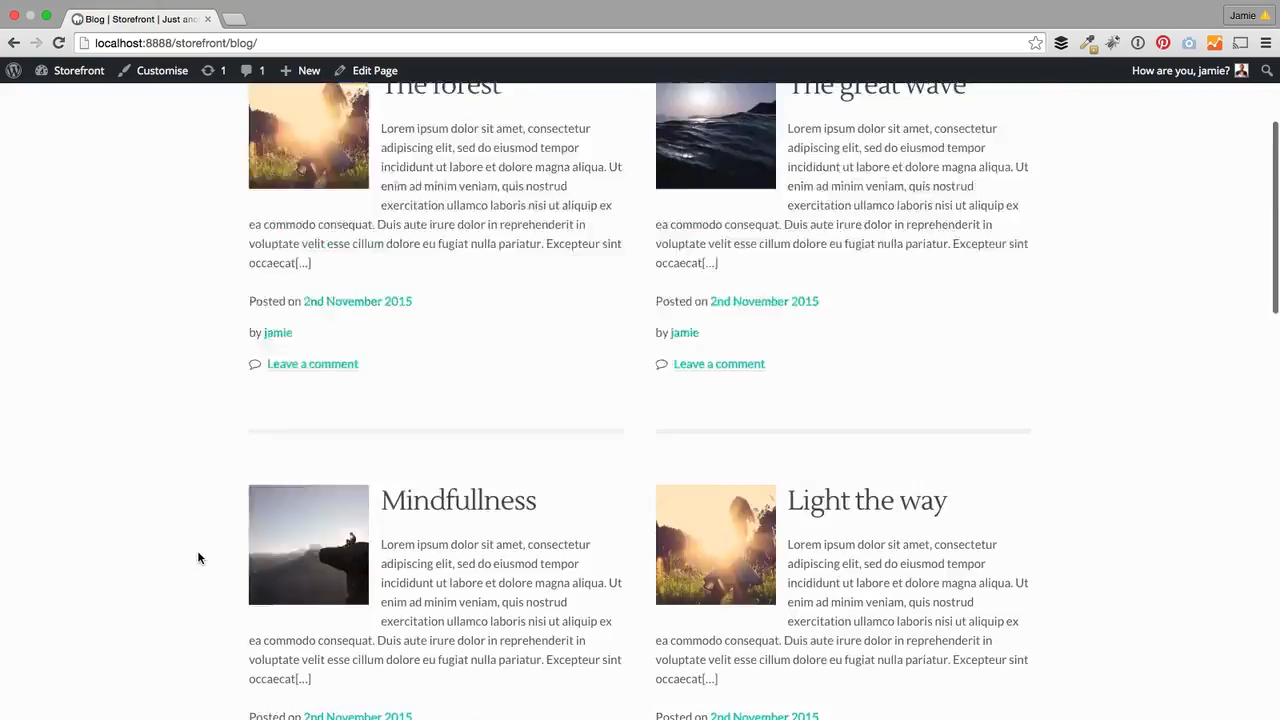 Blog | Storefront | Just ano
Jamie
localhost:8888/storefront/blog/
Storefront Customise 1 1 New Edit Page How are you, jamie?
The forest
Lorem ipsum dolor sit amet, consectetur
adipiscing elit, sed do eiusmod tempor
incididunt ut labore et dolore magna aliqua. Ut
enim ad minim veniam, quis nostrud
exercitation ullamco laboris nisi ut aliquip ex
ea commodo consequat. Duis aute irure dolor in reprehenderit in
voluptate velit esse cillum dolore eu fugiat nulla pariatur. Excepteur sint
occaecat[...]
Posted on 2nd November 2015
by jamie
Leave a comment
The great wave
Lorem ipsum dolor sit amet, consectetur
adipiscing elit, sed do eiusmod tempor
incididunt ut labore et dolore magna aliqua. Ut
enim ad minim veniam, quis nostrud
exercitation ullamco laboris nisi ut aliquip ex
ea commodo consequat. Duis aute irure dolor in reprehenderit in
voluptate velit esse cillum dolore eu fugiat nulla pariatur. Excepteur sint
occaecat[...]
Posted on 2nd November 2015
by jamie
Leave a comment
Mindfullness
Lorem ipsum dolor sit amet, consectetur
adipiscing elit, sed do eiusmod tempor
incididunt ut labore et dolore magna aliqua. Ut
enim ad minim veniam, quis nostrud
exercitation ullamco laboris nisi ut aliquip ex
ea commodo consequat. Duis aute irure dolor in reprehenderit in
voluptate velit esse cillum dolore eu fugiat nulla pariatur. Excepteur sint
occaecat[...]
Posted on 2nd November 2015
Light the way
Lorem ipsum dolor sit amet, consectetur
adipiscing elit, sed do eiusmod tempor
incididunt ut labore et dolore magna aliqua. Ut
enim ad minim veniam, quis nostrud
exercitation ullamco laboris nisi ut aliquip ex
ea commodo consequat. Duis aute irure dolor in reprehenderit in
voluptate velit esse cillum dolore eu fugiat nulla pariatur. Excepteur sint
occaecat[...]
Posted on 2nd November 2015